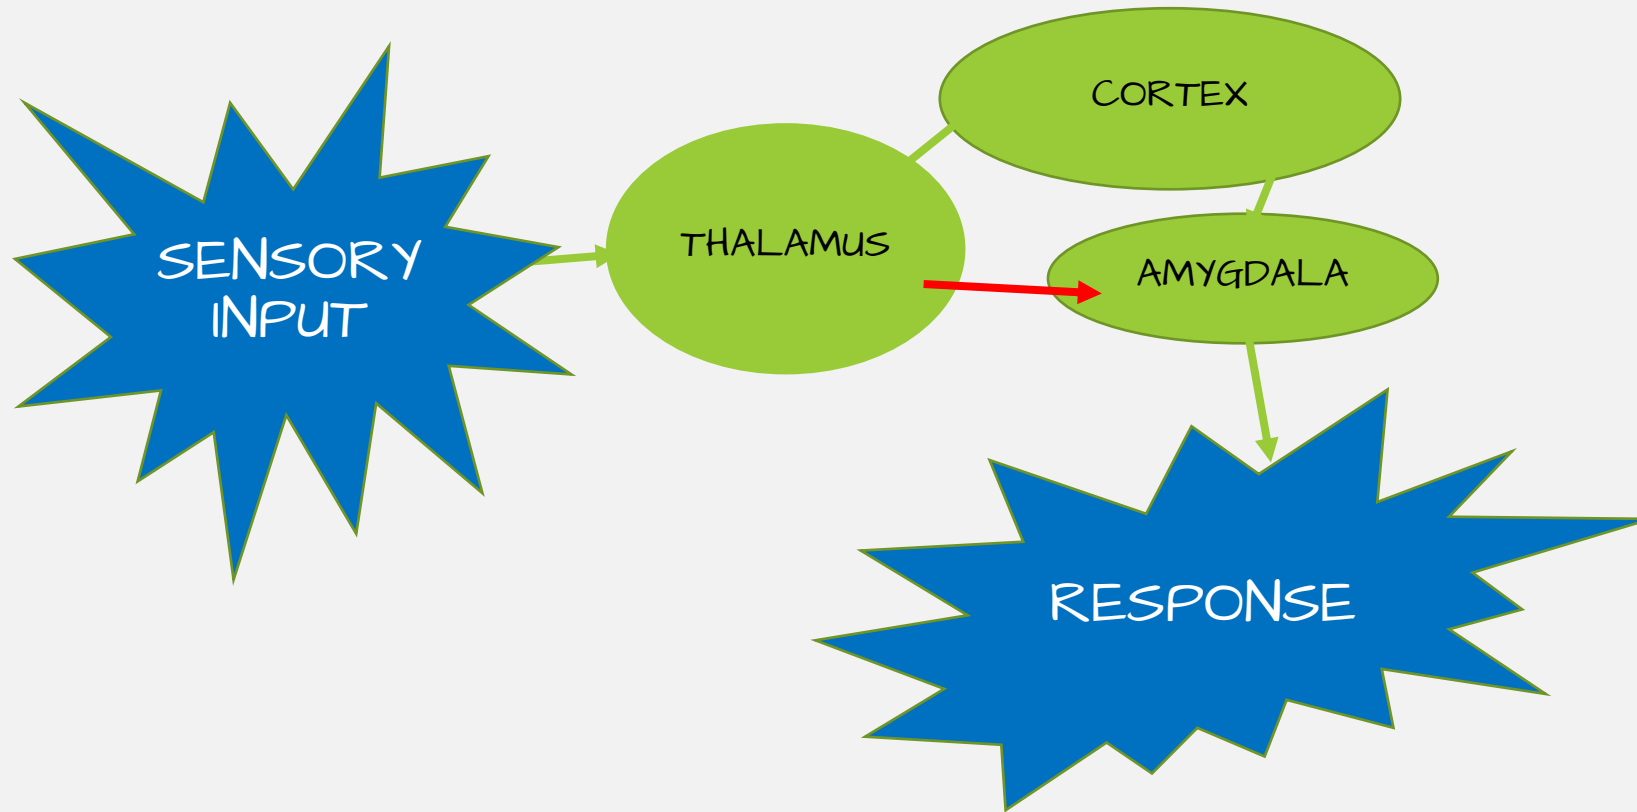 SENSORY
INPUT
THALAMUS
CORTEX
AMYGDALA
RESPONSE